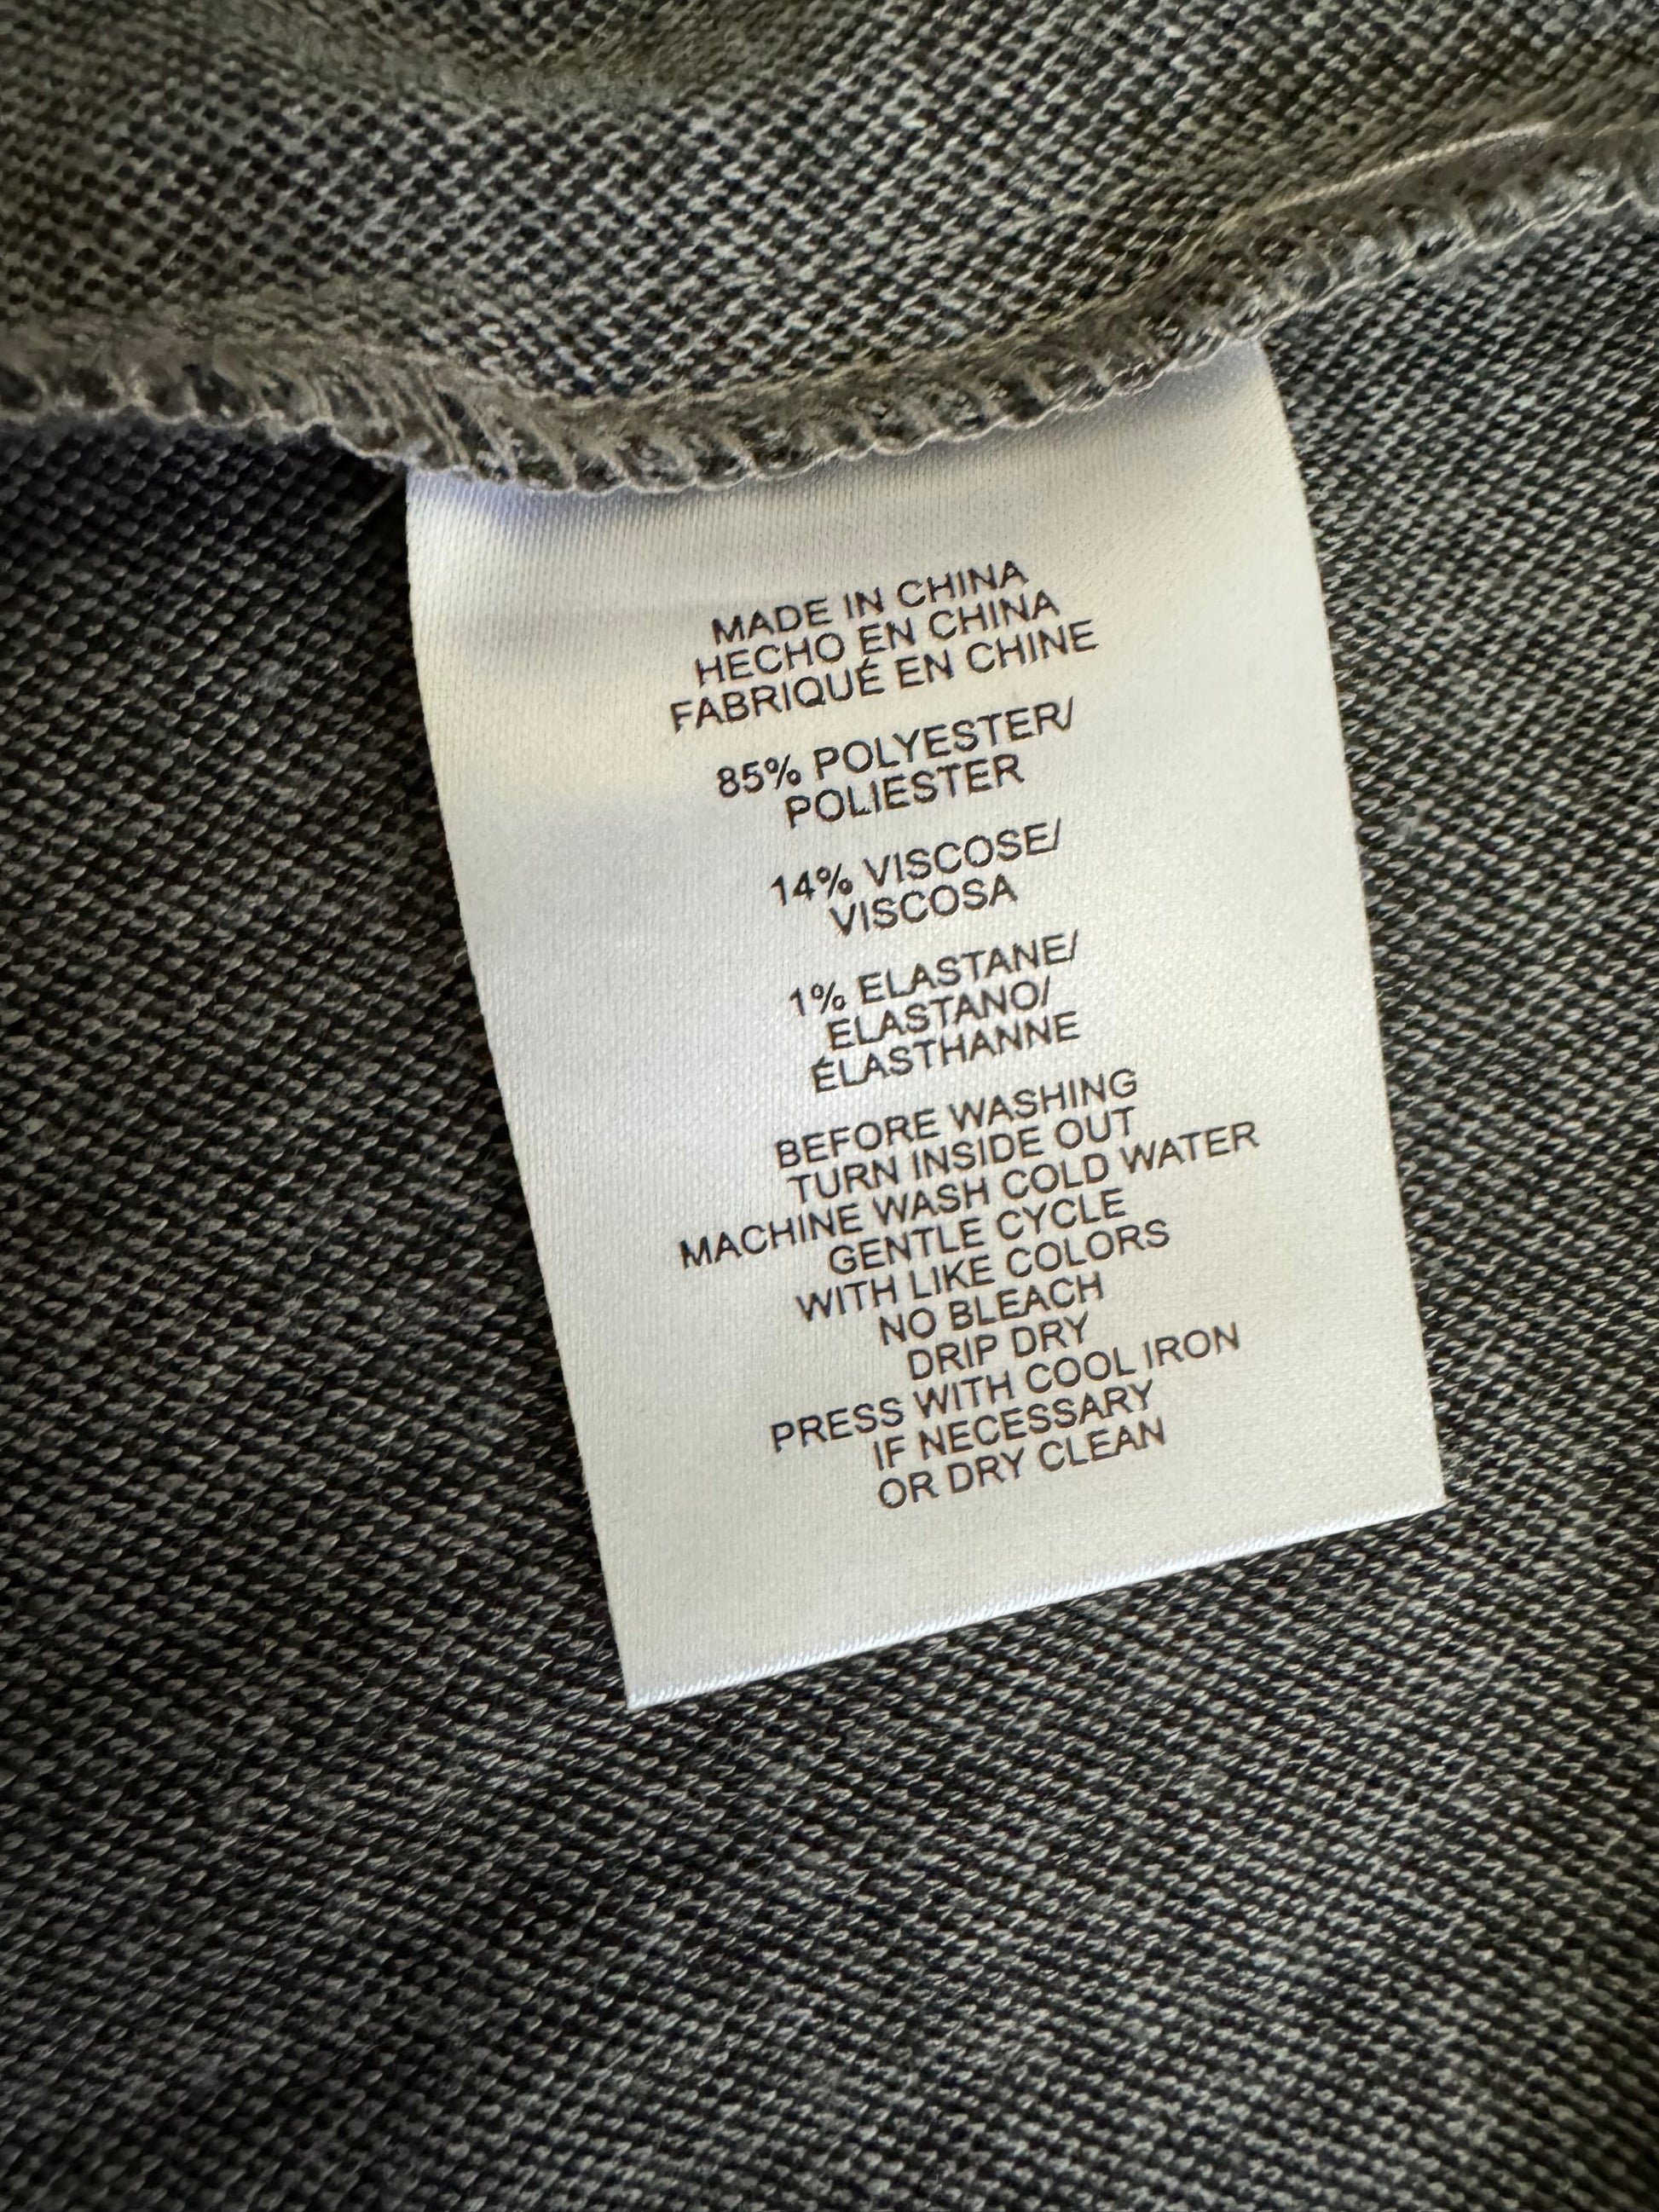 MADE IN CHINA
HECHO EN CHINA
FABRIQUÉ EN CHINE
85% POLYESTER/
POLIESTER
14% VISCOSE/
VISCOSA
1% ELASTANE/
ELASTANO/
ÉLASTHANNE
BEFORE WASHING
TURN INSIDE OUT
MACHINE WASH COLD WATER
GENTLE CYCLE
WITH LIKE COLORS
NO BLEACH
DRIP DRY
PRESS WITH COOL IRON
IF NECESSARY
OR DRY CLEAN